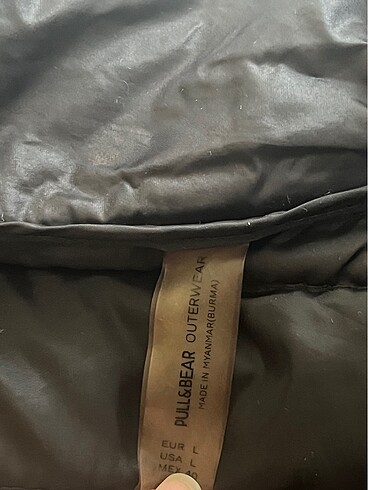 PULL&BEAR OUTERWEAR
MADE IN MYANMAR(BURMA)
EUR L
USA L
MEX 40